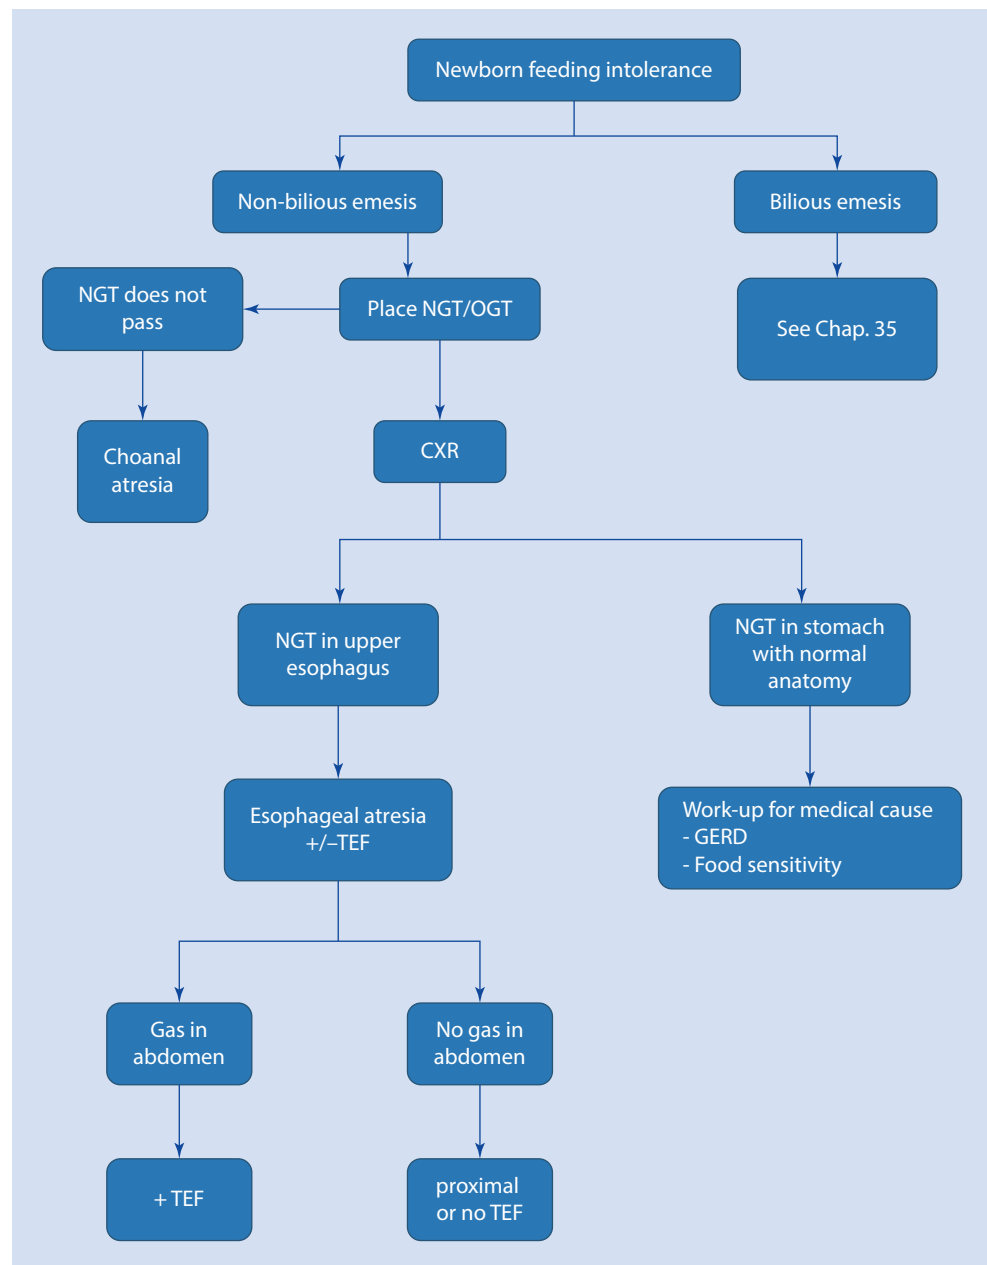 Newborn feeding intolerance
Non-bilious emesis
Bilious emesis
NGT does not
pass
Place NGT/OGT
See Chap. 35
Choanal
atresia
CXR
NGT in upper
esophagus
NGT in stomach
with normal
anatomy
Esophageal atresia
+/–TEF
Work-up for medical cause
- GERD
- Food sensitivity
Gas in
abdomen
No gas in
abdomen
+ TEF
proximal
or no TEF